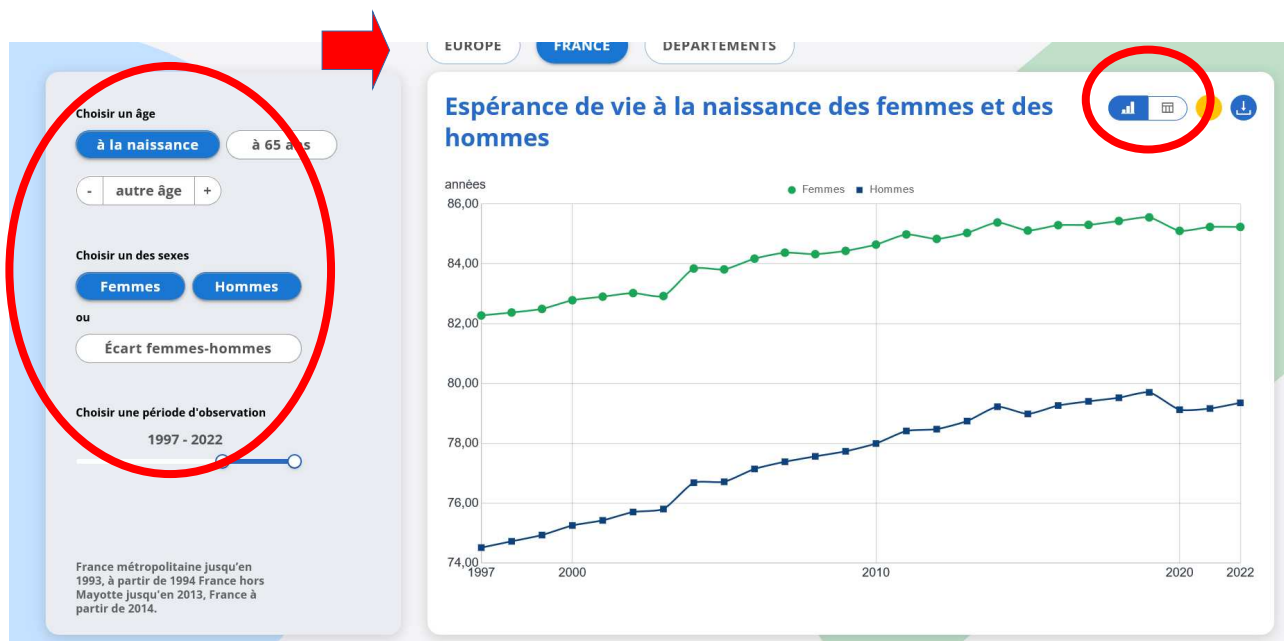 EUROPE FRANCE DÉPARTEMENTS
Choisir un âge
à la naissance à 65 ans
- autre âge +
Choisir un des sexes
Femmes Hommes
ou
Écart femmes-hommes
Choisir une période d'observation
1997 - 2022
France métropolitaine jusqu'en
1993, à partir de 1994 France hors
Mayotte jusqu'en 2013, France à
partir de 2014.
Espérance de vie à la naissance des femmes et des
hommes
années
Femmes Hommes
86,00
84,00
82,00
80,00
78,00
76,00
74,00
1997 2000 2010 2020 2022